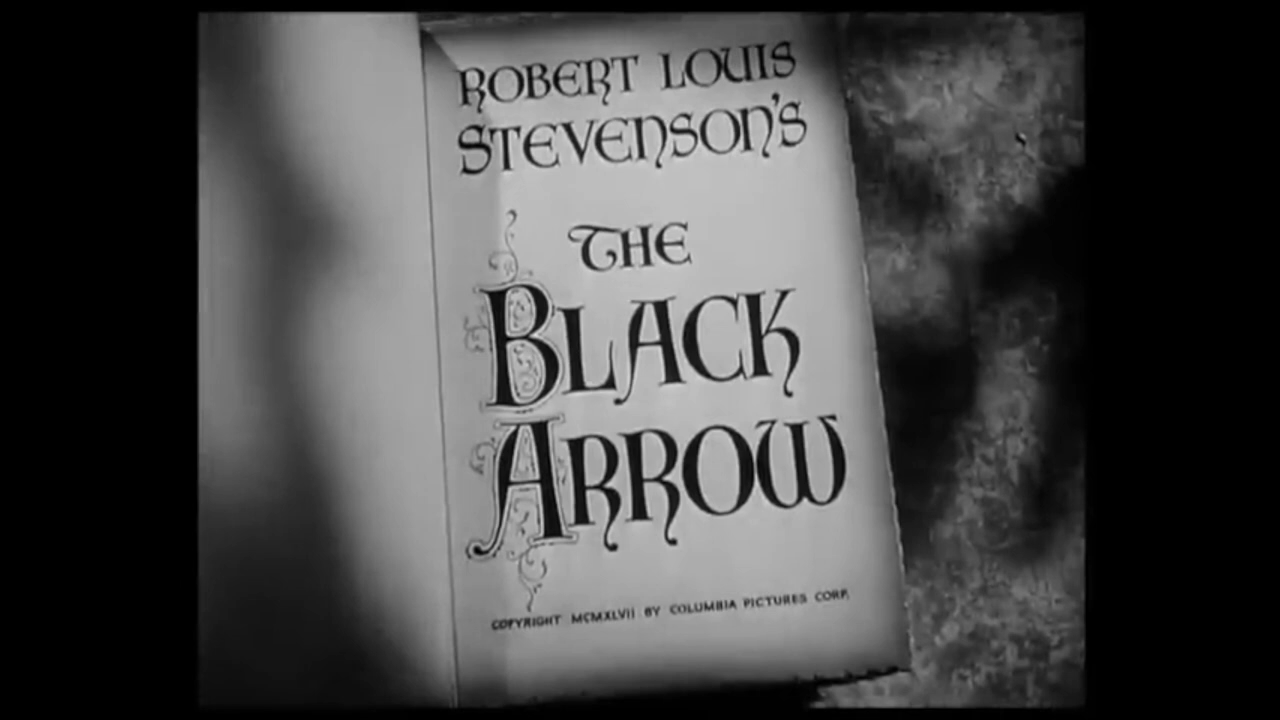 ROBERT LOUIS
STEVENSON'S
THE
BLACK
ARROW
COPYRIGHT MCMXLVII BY COLUMBIA PICTURES CORP.